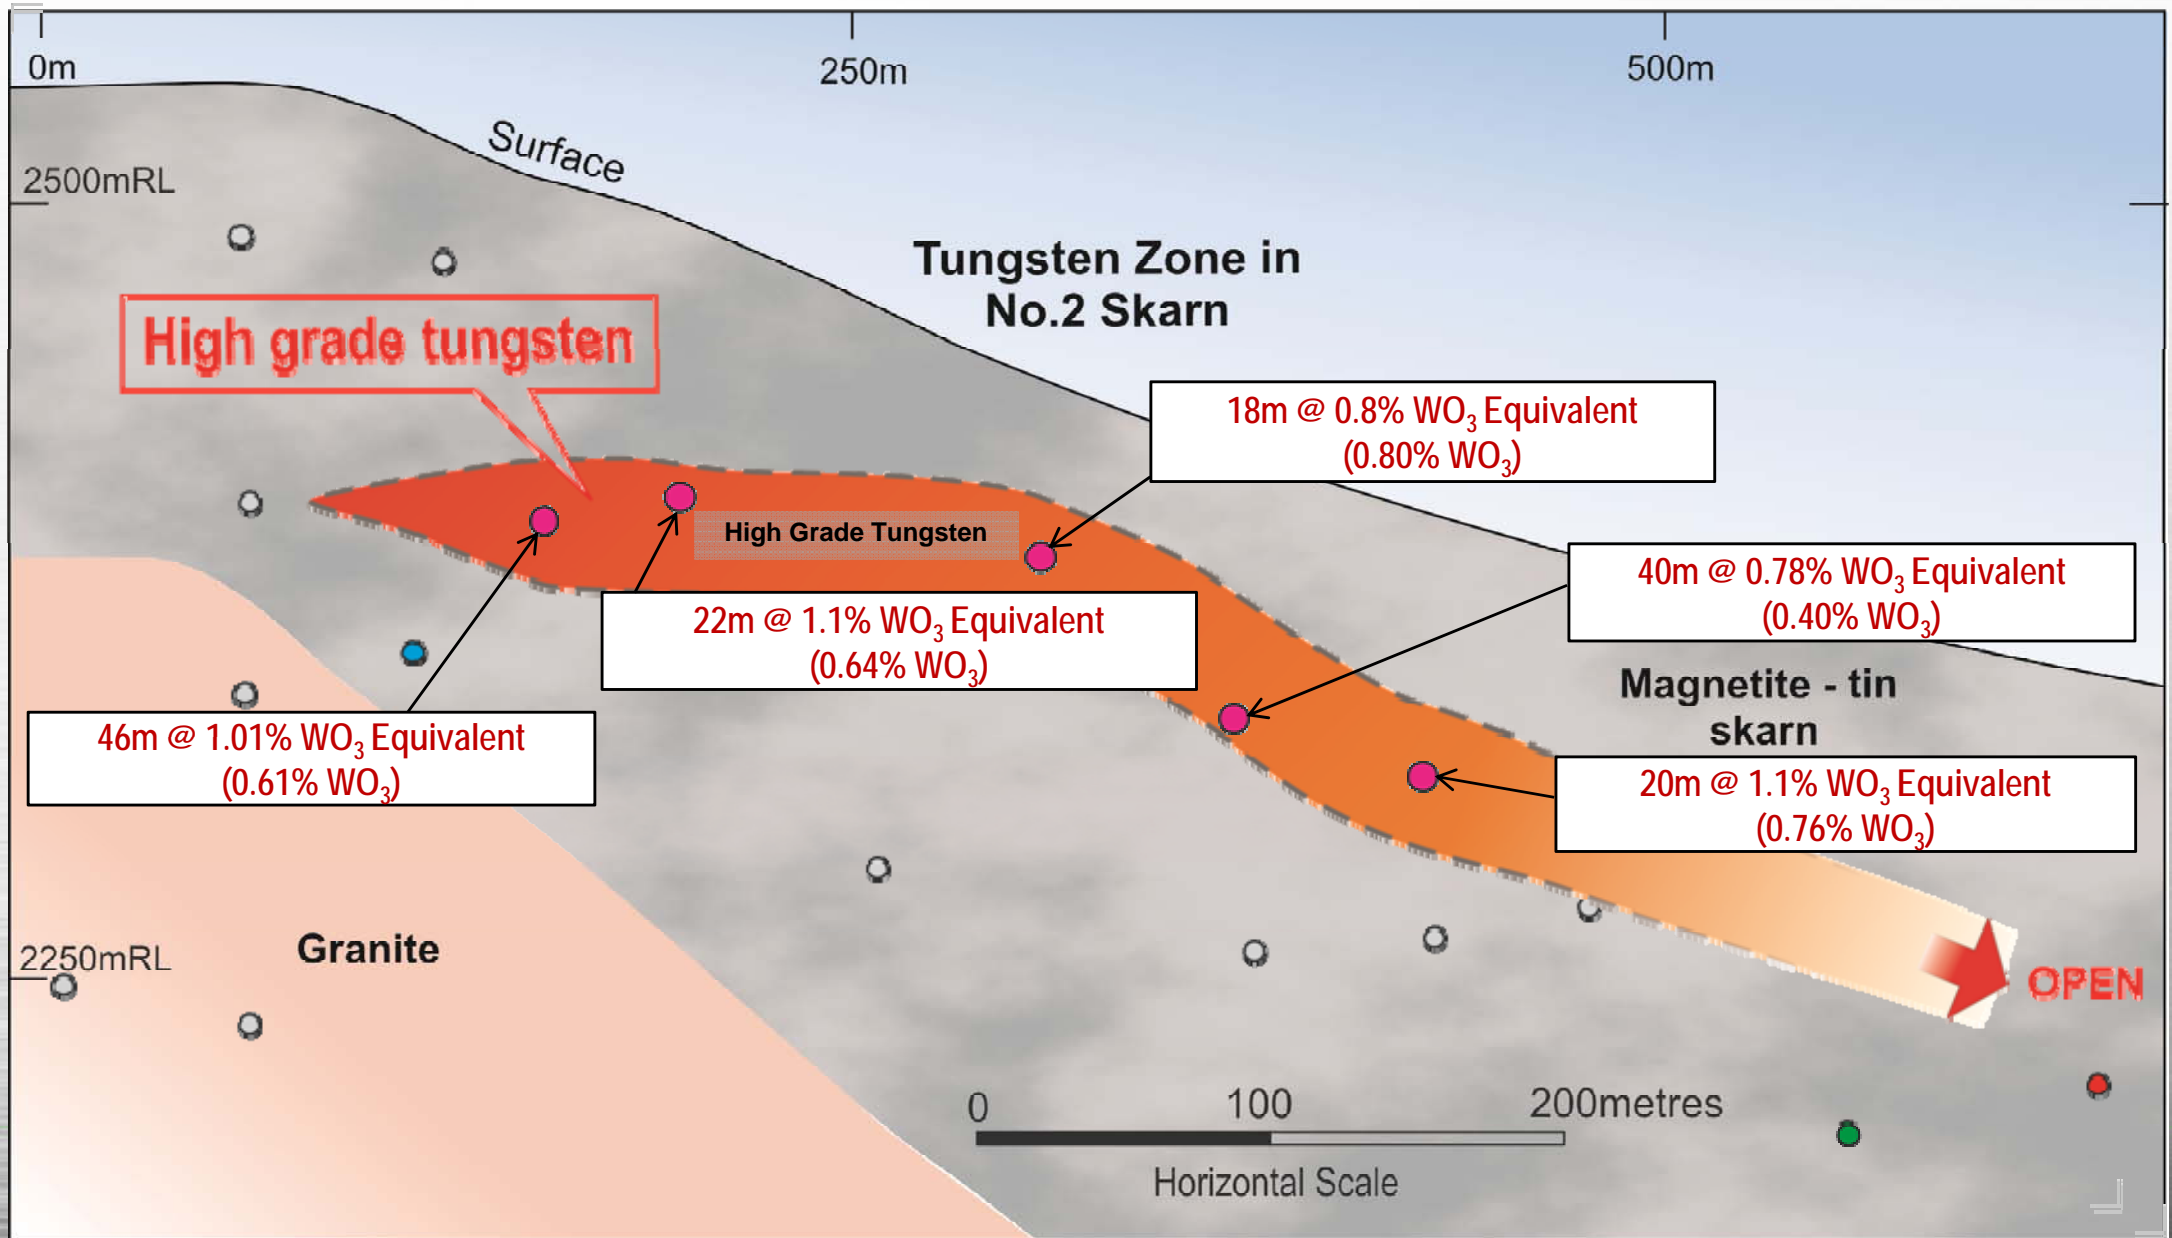 0m
250m
500m
Surface
2500mRL
Tungsten Zone in
No.2 Skarn
High grade tungsten
18m @ 0.8% WO₃ Equivalent
(0.80% WO₃)
High Grade Tungsten
40m @ 0.78% WO₃ Equivalent
(0.40% WO₃)
22m @ 1.1% WO₃ Equivalent
(0.64% WO₃)
Magnetite - tin
skarn
46m @ 1.01% WO₃ Equivalent
(0.61% WO₃)
20m @ 1.1% WO₃ Equivalent
(0.76% WO₃)
Granite
2250mRL
OPEN
0
100
200metres
Horizontal Scale